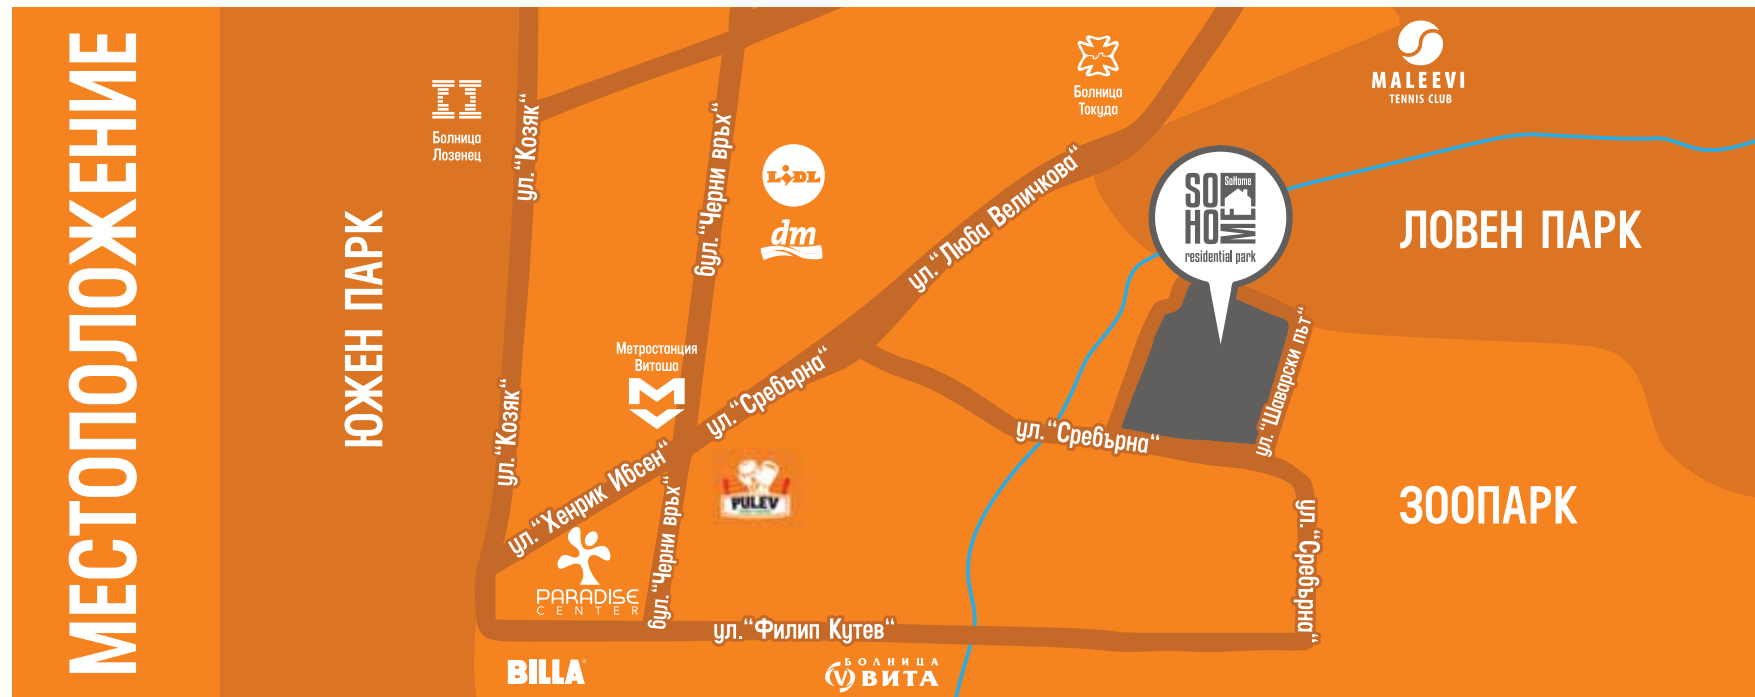 МЕСТОПОЛОЖЕНИЕ
ЮЖЕН ПАРК
Болница
Лозенец
ул."Козяк"
ул."Козяк"
бул."Черни връх"
LiDL
dm
Метростанция
Витоша
ул."Хенрик Ибсен"
ул."Сребърна"
ул."Люба Величкова"
PULEV
PARADISE
CENTER
бул."Черни връх"
ул."Филип Кутев"
BILLA
БОЛНИЦА
ВИТА
Болница
Токуда
MALEEVI
TENNIS CLUB
SO
HO
ME
SoHome
residential park
ЛОВЕН ПАРК
ул."Шаварски път"
ул."Сребърна"
ул."Сребърна"
ЗООПАРК